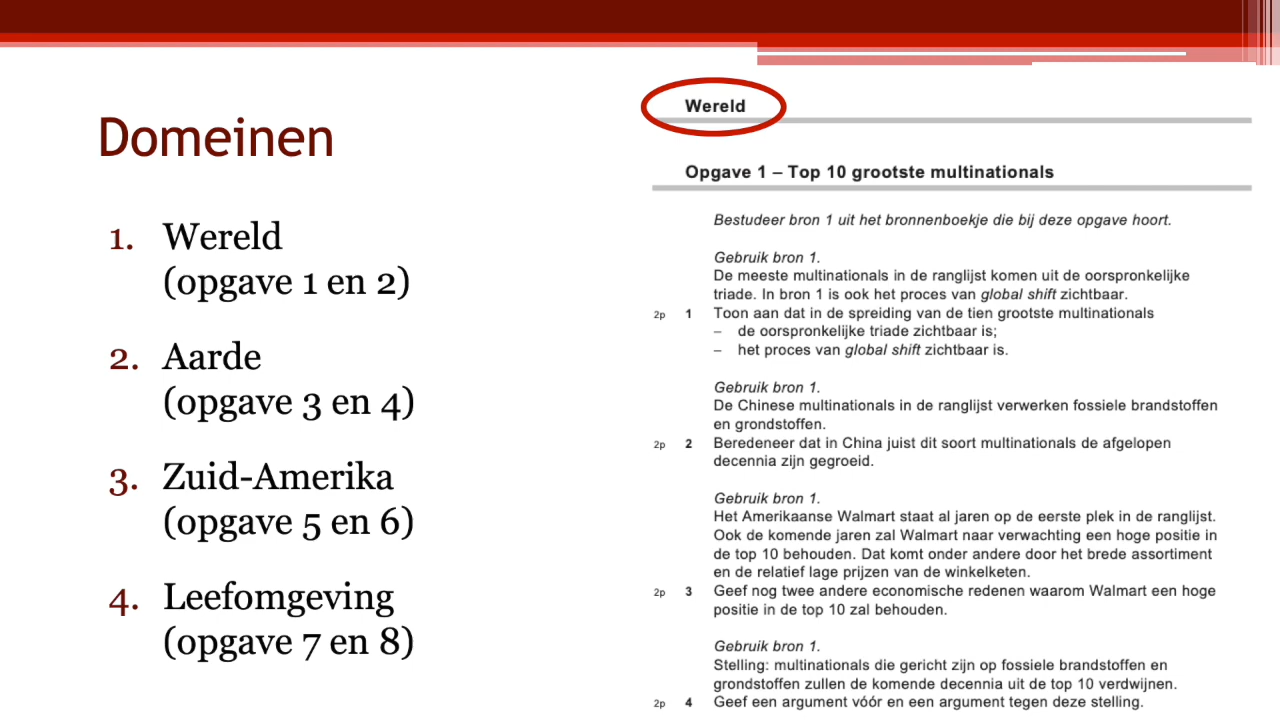 Domeinen
1. Wereld
(opgave 1 en 2)
2. Aarde
(opgave 3 en 4)
3. Zuid-Amerika
(opgave 5 en 6)
4. Leefomgeving
(opgave 7 en 8)
Wereld
Opgave 1 – Top 10 grootste multinationals
Bestudeer bron 1 uit het bronnenboekje die bij deze opgave hoort.
Gebruik bron 1.
De meeste multinationals in de ranglijst komen uit de oorspronkelijke
triade. In bron 1 is ook het proces van global shift zichtbaar.
2p 1 Toon aan dat in de spreiding van de tien grootste multinationals
– de oorspronkelijke triade zichtbaar is;
– het proces van global shift zichtbaar is.
Gebruik bron 1.
De Chinese multinationals in de ranglijst verwerken fossiele brandstoffen
en grondstoffen.
2p 2 Beredeneer dat in China juist dit soort multinationals de afgelopen
decennia zijn gegroeid.
Gebruik bron 1.
Het Amerikaanse Walmart staat al jaren op de eerste plek in de ranglijst.
Ook de komende jaren zal Walmart naar verwachting een hoge positie in
de top 10 behouden. Dat komt onder andere door het brede assortiment
en de relatief lage prijzen van de winkelketen.
2p 3 Geef nog twee andere economische redenen waarom Walmart een hoge
positie in de top 10 zal behouden.
Gebruik bron 1.
Stelling: multinationals die gericht zijn op fossiele brandstoffen en
grondstoffen zullen de komende decennia uit de top 10 verdwijnen.
2p 4 Geef een argument vóór en een argument tegen deze stelling.